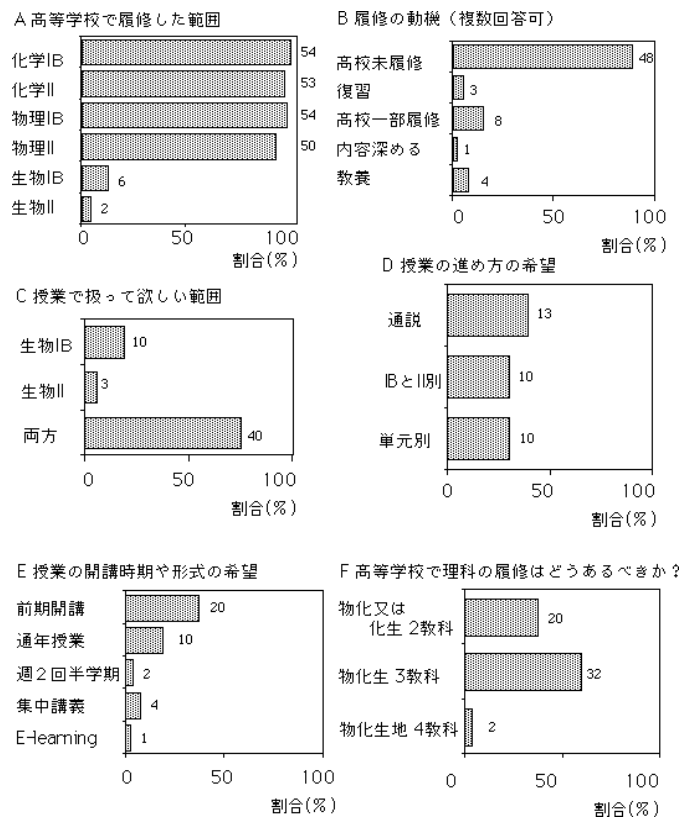 A 高等学校で履修した範囲
化学IB
54
化学II
53
物理IB
54
物理II
50
生物IB
6
生物II
2
0
50
100
割合(%)
B 履修の動機(複数回答可)
高校未履修
48
復習
3
高校一部履修
8
内容深める
1
教養
4
0
50
100
割合(%)
C 授業で扱って欲しい範囲
生物IB
10
生物II
3
両方
40
0
50
100
割合(%)
D 授業の進め方の希望
通説
13
IBとII別
10
単元別
10
0
50
100
割合(%)
E 授業の開講時期や形式の希望
前期開講
20
通年授業
10
週2回半学期
2
集中講義
4
E-learning
1
0
50
100
割合(%)
F 高等学校で理科の履修はどうあるべきか?
物化又は
化生 2教科
20
物化生 3教科
32
物化生地 4教科
2
0
50
100
割合(%)